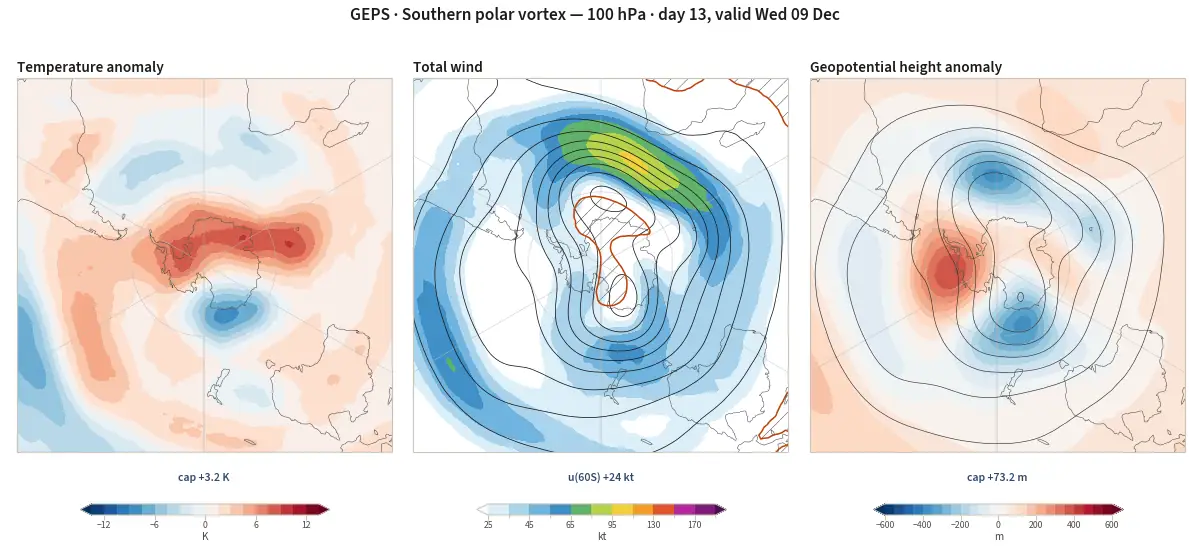 GEPS · Southern polar vortex — 100 hPa · day 13, valid Wed 09 Dec
Temperature anomaly
Total wind
Geopotential height anomaly
cap +3.2 K
u(60S) +24 kt
cap +73.2 m
−12 −6 0 6 12
K
25 45 65 95 130 170
kt
−600 −400 −200 0 200 400 600
m